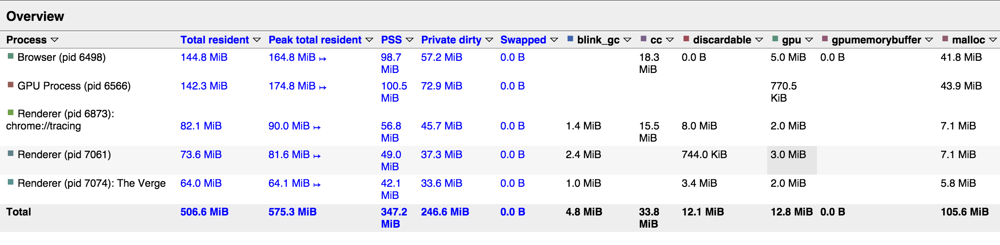 Overview
Process Total resident Peak total resident PSS Private dirty Swapped blink_gc cc discardable gpu gpumemorybuffer malloc
Browser (pid 6498) 144.8 MiB 164.8 MiB ↦ 98.7 57.2 MiB 0.0 B 18.3 0.0 B 5.0 MiB 0.0 B 41.8 MiB
MiB MiB
GPU Process (pid 6566) 142.3 MiB 174.8 MiB ↦ 100.5 72.9 MiB 0.0 B 770.5 43.9 MiB
MiB KiB
Renderer (pid 6873):
chrome://tracing 82.1 MiB 90.0 MiB ↦ 56.8 45.7 MiB 0.0 B 1.4 MiB 15.5 8.0 MiB 2.0 MiB 7.1 MiB
MiB MiB
Renderer (pid 7061) 73.6 MiB 81.6 MiB ↦ 49.0 37.3 MiB 0.0 B 2.4 MiB 744.0 KiB 3.0 MiB 7.1 MiB
MiB
Renderer (pid 7074): The Verge 64.0 MiB 64.1 MiB ↦ 42.1 33.6 MiB 0.0 B 1.0 MiB 3.4 MiB 2.0 MiB 5.8 MiB
MiB
Total 506.6 MiB 575.3 MiB 347.2 246.6 MiB 0.0 B 4.8 MiB 33.8 12.1 MiB 12.8 MiB 0.0 B 105.6 MiB
MiB MiB